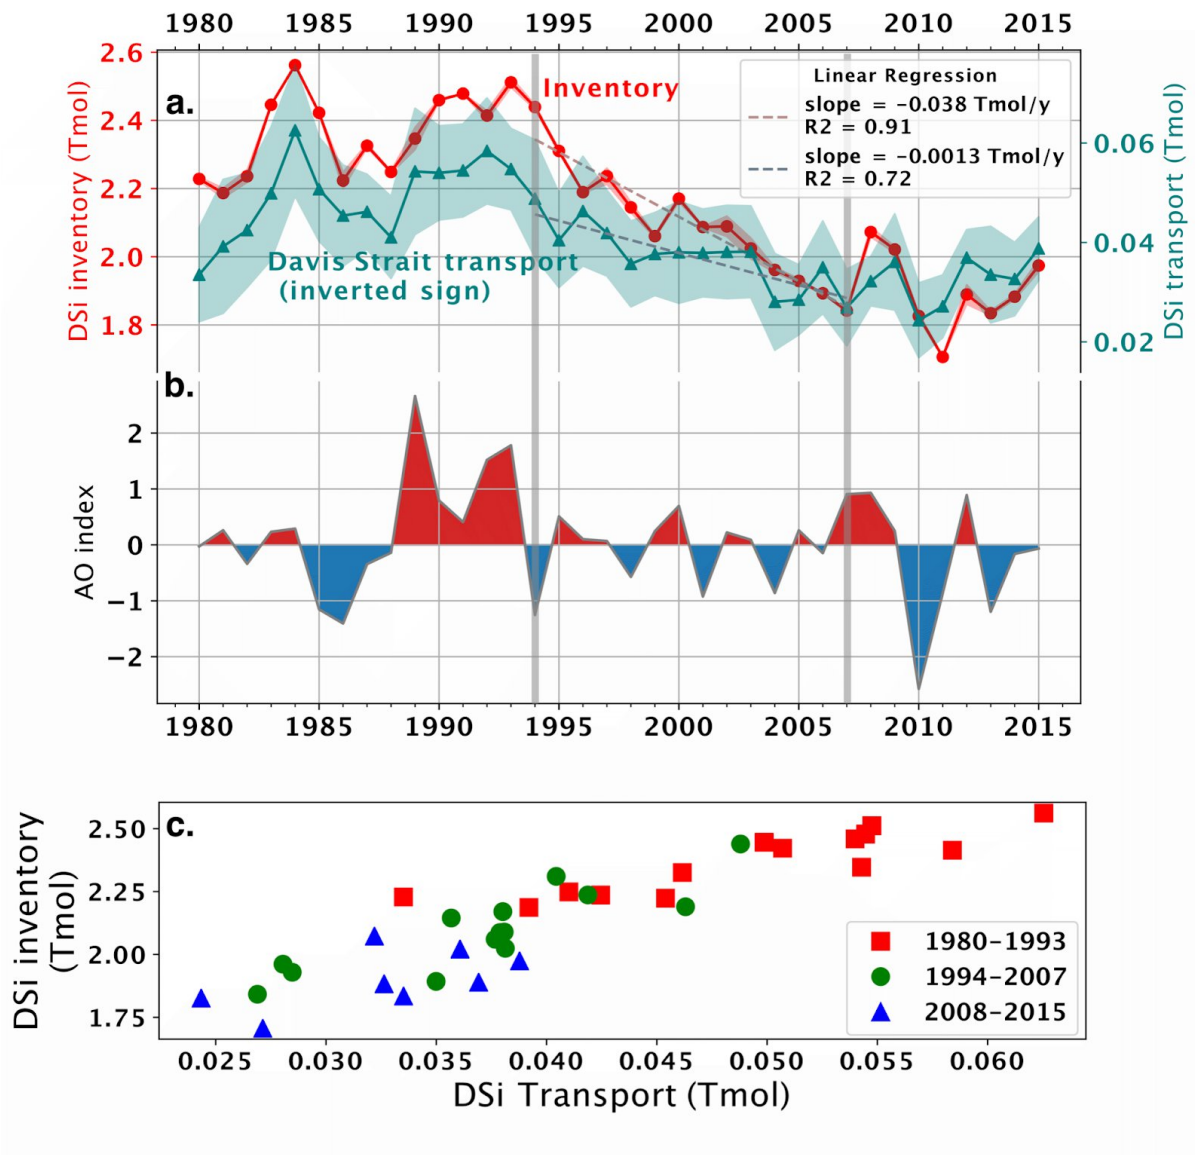 1980 1985 1990 1995 2000 2005 2010 2015
a.
DSi inventory (Tmol)
2.6
2.4
2.2
2.0
1.8
Inventory
Davis Strait transport
(inverted sign)
Linear Regression
slope = −0.038 Tmol/y
R2 = 0.91
slope = −0.0013 Tmol/y
R2 = 0.72
0.06
0.04
0.02
DSi transport (Tmol)
b.
AO index
2
1
0
−1
−2
1980 1985 1990 1995 2000 2005 2010 2015
c.
DSi inventory
(Tmol)
2.50
2.25
2.00
1.75
1980–1993
1994–2007
2008–2015
0.025 0.030 0.035 0.040 0.045 0.050 0.055 0.060
DSi Transport (Tmol)